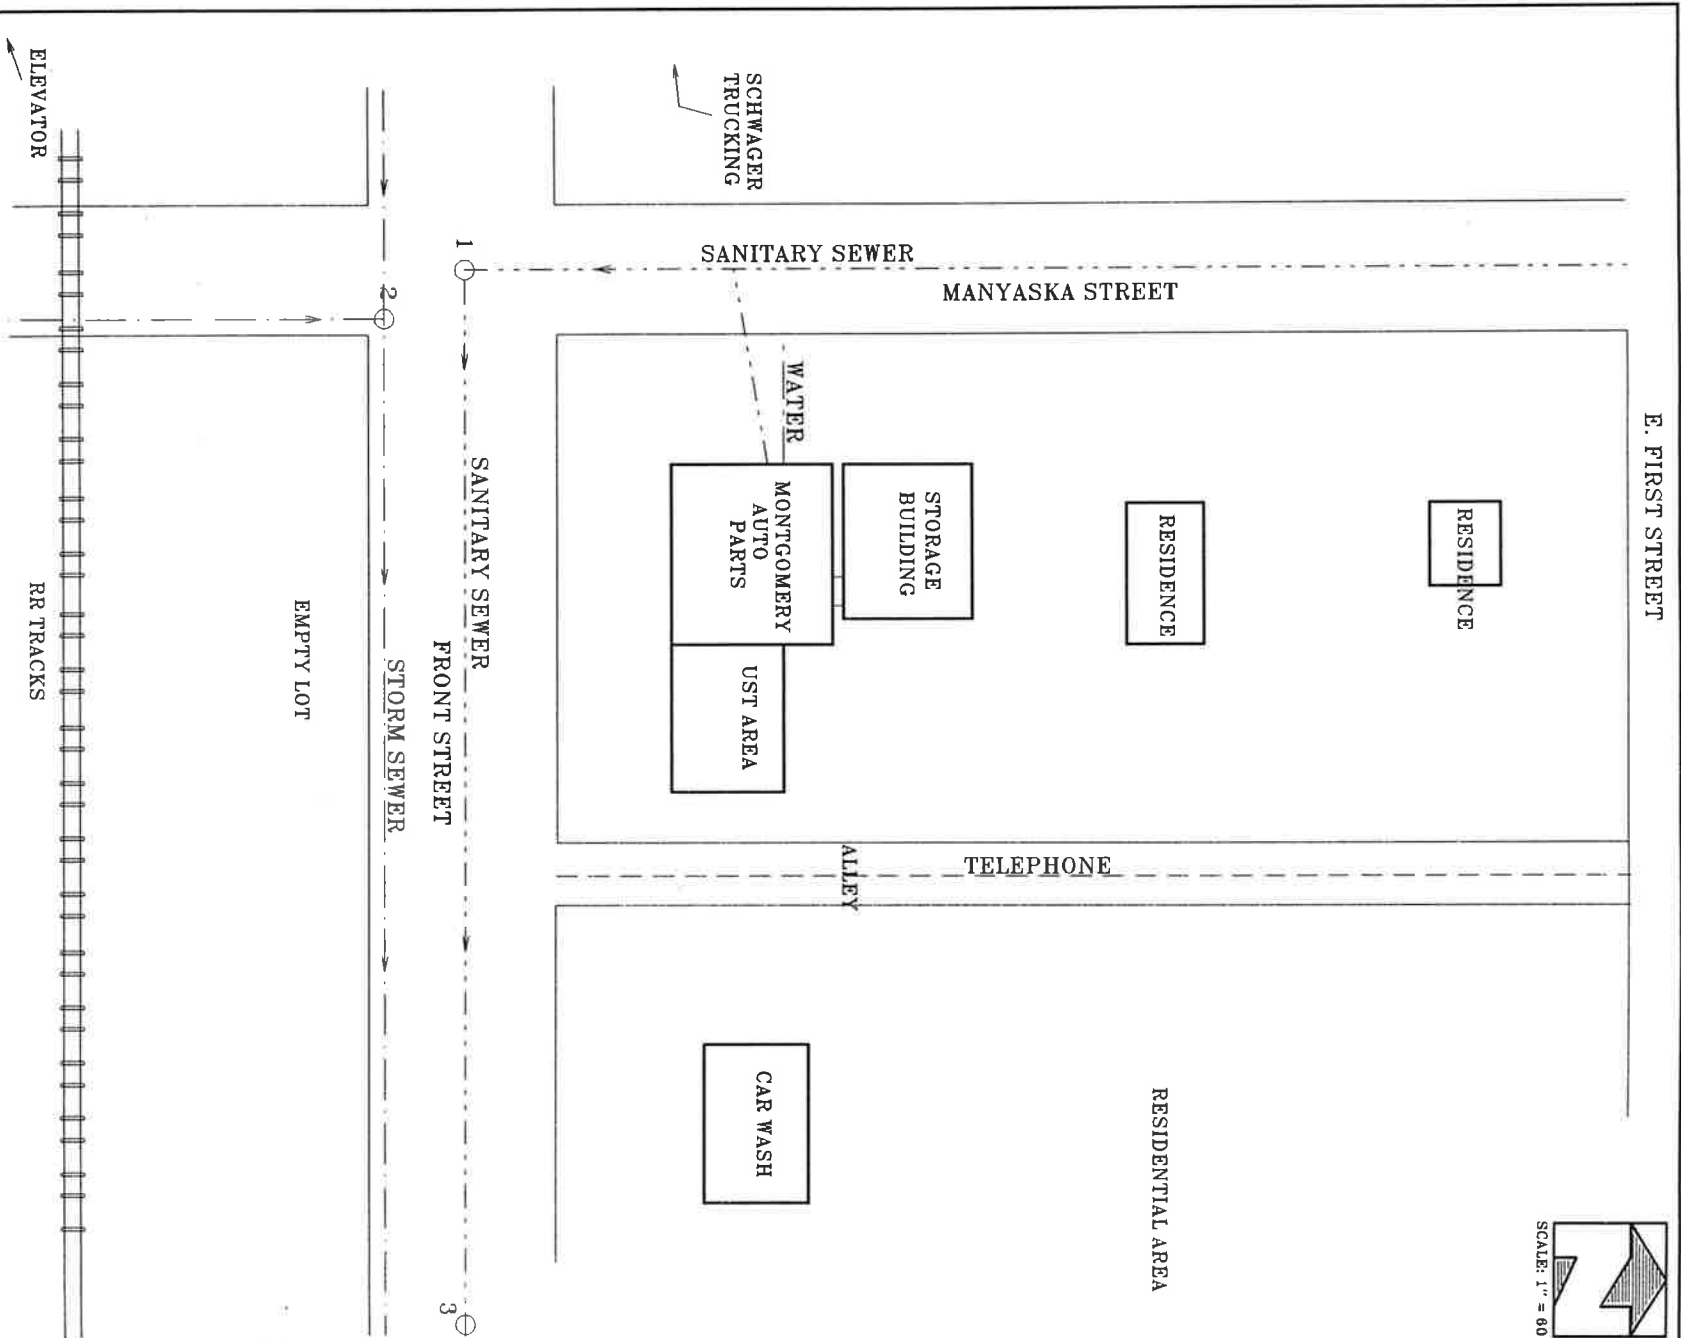 ELEVATOR
SCHWAGER
TRUCKING
SANITARY SEWER
MANYASKA STREET
E. FIRST STREET
1
2
WATER
MONTGOMERY
AUTO
PARTS
STORAGE
BUILDING
RESIDENCE
RESIDENCE
SANITARY SEWER
FRONT STREET
STORM SEWER
EMPTY LOT
RR TRACKS
UST AREA
ALLEY
TELEPHONE
CAR WASH
RESIDENTIAL AREA
3
SCALE: 1" = 60